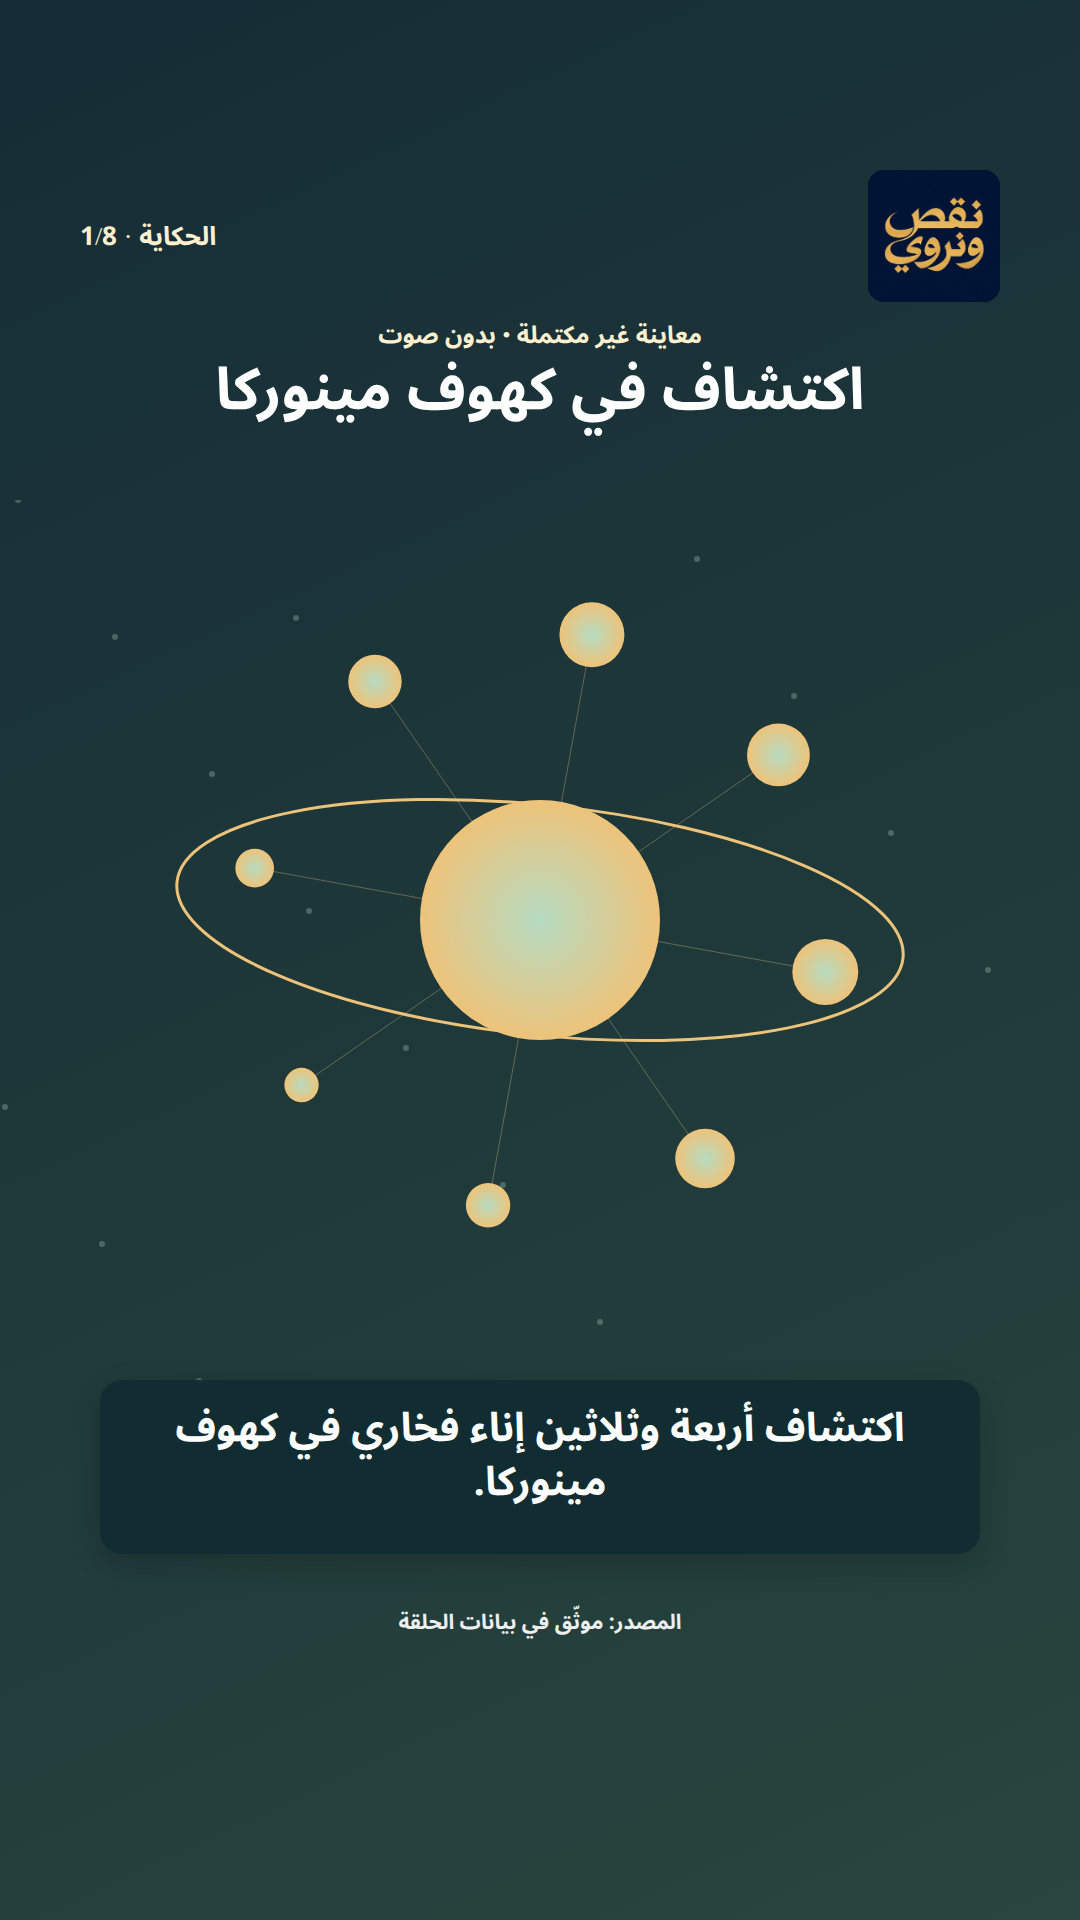 نقص
ونروي
الحكاية · 1/8
معاينة غير مكتملة • بدون صوت
اكتشاف في كهوف مينوركا
اكتشاف أربعة وثلاثين إناء فخاري في كهوف
مينوركا.
المصدر: موثّق في بيانات الحلقة